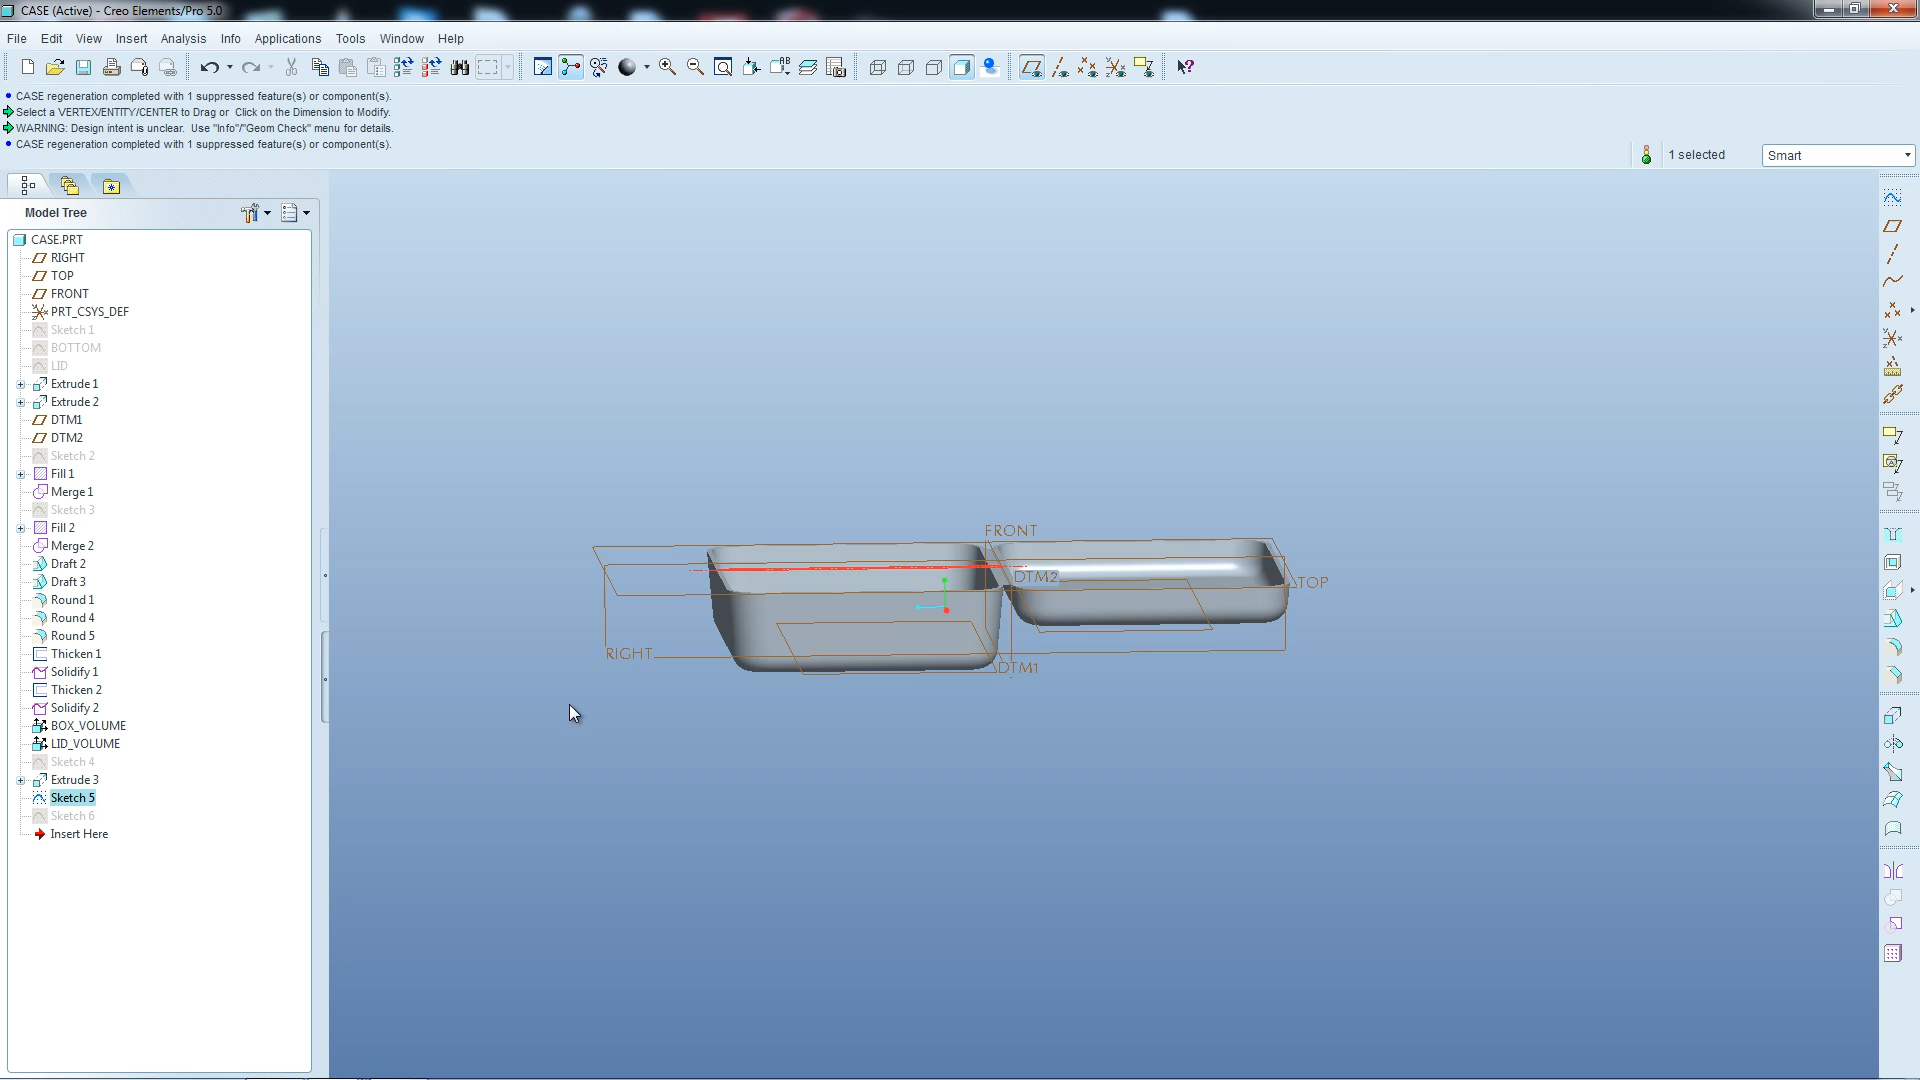 CASE (Active) - Creo Elements/Pro 5.0
File Edit View Insert Analysis Info Applications Tools Window Help
CASE regeneration completed with 1 suppressed feature(s) or component(s).
Select a VERTEX/ENTITY/CENTER to Drag or Click on the Dimension to Modify.
WARNING: Design intent is unclear. Use "Info"/"Geom Check" menu for details.
CASE regeneration completed with 1 suppressed feature(s) or component(s).
1 selected
Smart
Model Tree
CASE.PRT
RIGHT
TOP
FRONT
PRT_CSYS_DEF
Sketch 1
BOTTOM
LID
Extrude 1
Extrude 2
DTM1
DTM2
Sketch 2
Fill 1
Merge 1
Sketch 3
Fill 2
Merge 2
Draft 2
Draft 3
Round 1
Round 4
Round 5
Thicken 1
Solidify 1
Thicken 2
Solidify 2
BOX_VOLUME
LID_VOLUME
Sketch 4
Extrude 3
Sketch 5
Sketch 6
Insert Here
FRONT
DTM2
TOP
RIGHT
DTM1